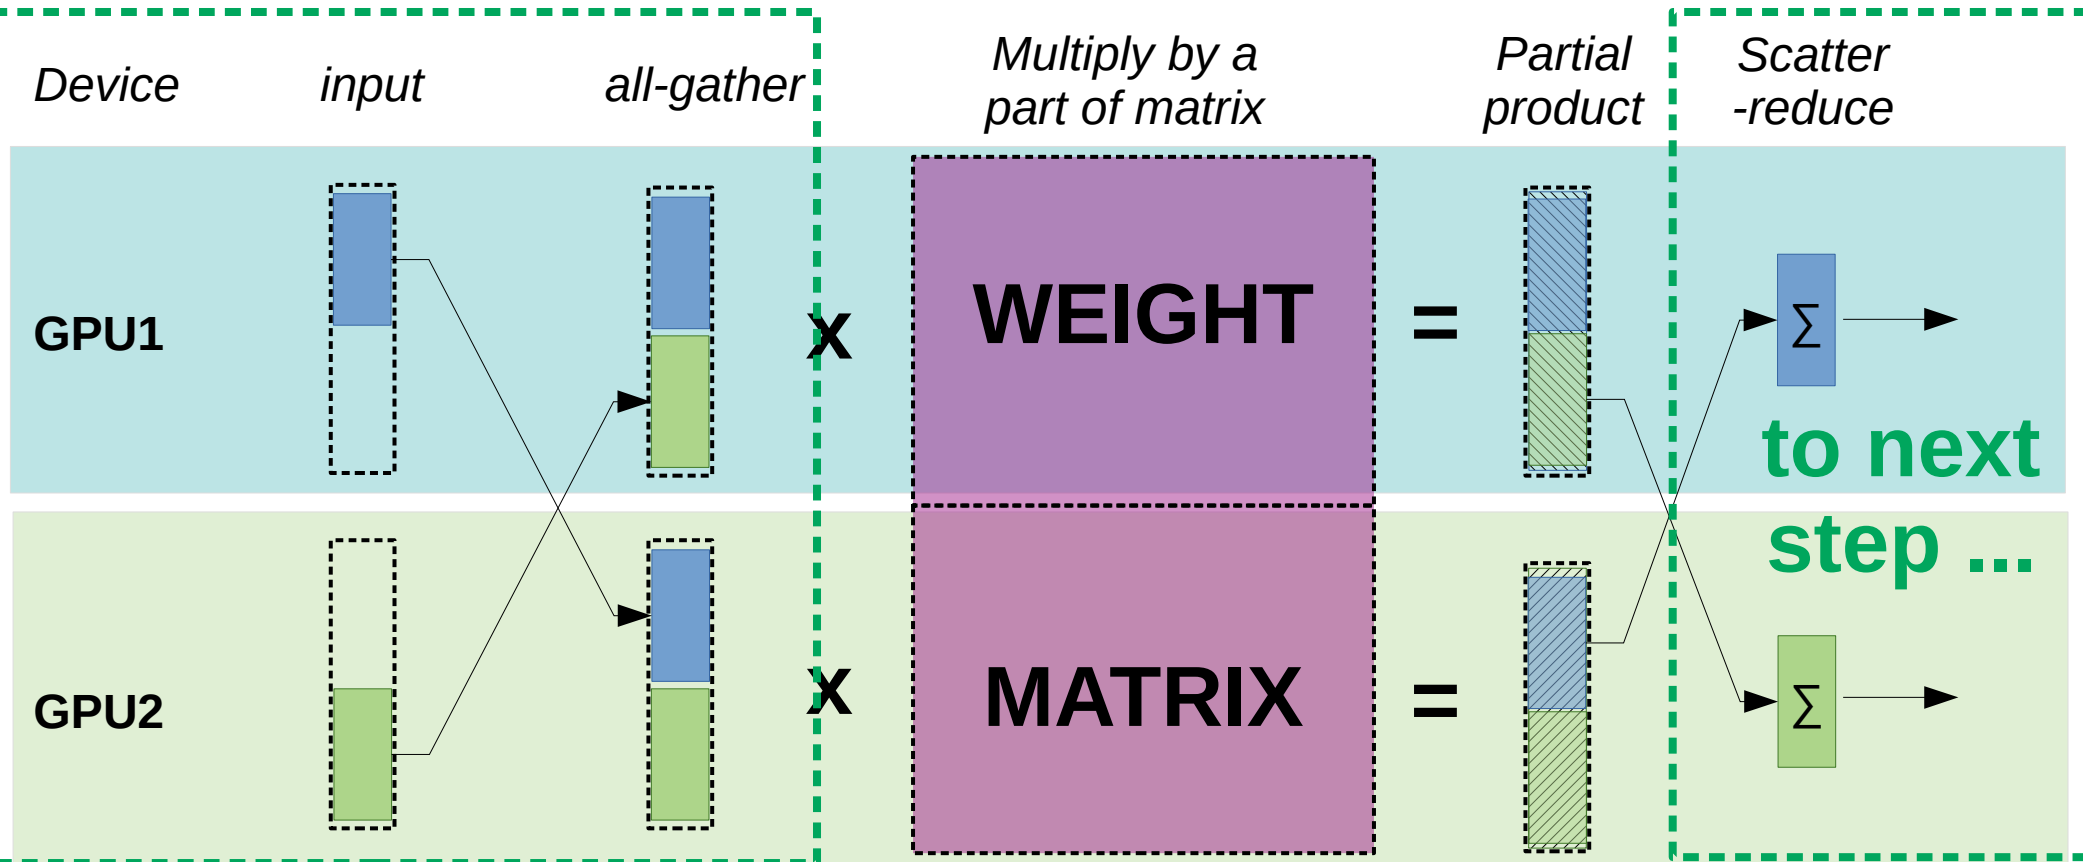 Device
input
all-gather
Multiply by a
part of matrix
Partial
product
Scatter
-reduce
GPU1
x
WEIGHT
=
∑
to next
step ...
GPU2
x
MATRIX
=
∑